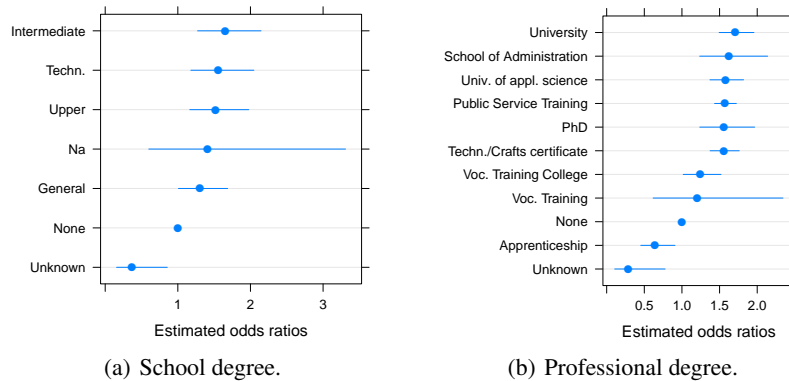 Intermediate
Techn.
Upper
Na
General
None
Unknown
1 2 3
Estimated odds ratios
(a) School degree.
University
School of Administration
Univ. of appl. science
Public Service Training
PhD
Techn./Crafts certificate
Voc. Training College
Voc. Training
None
Apprenticeship
Unknown
0.5 1.0 1.5 2.0
Estimated odds ratios
(b) Professional degree.